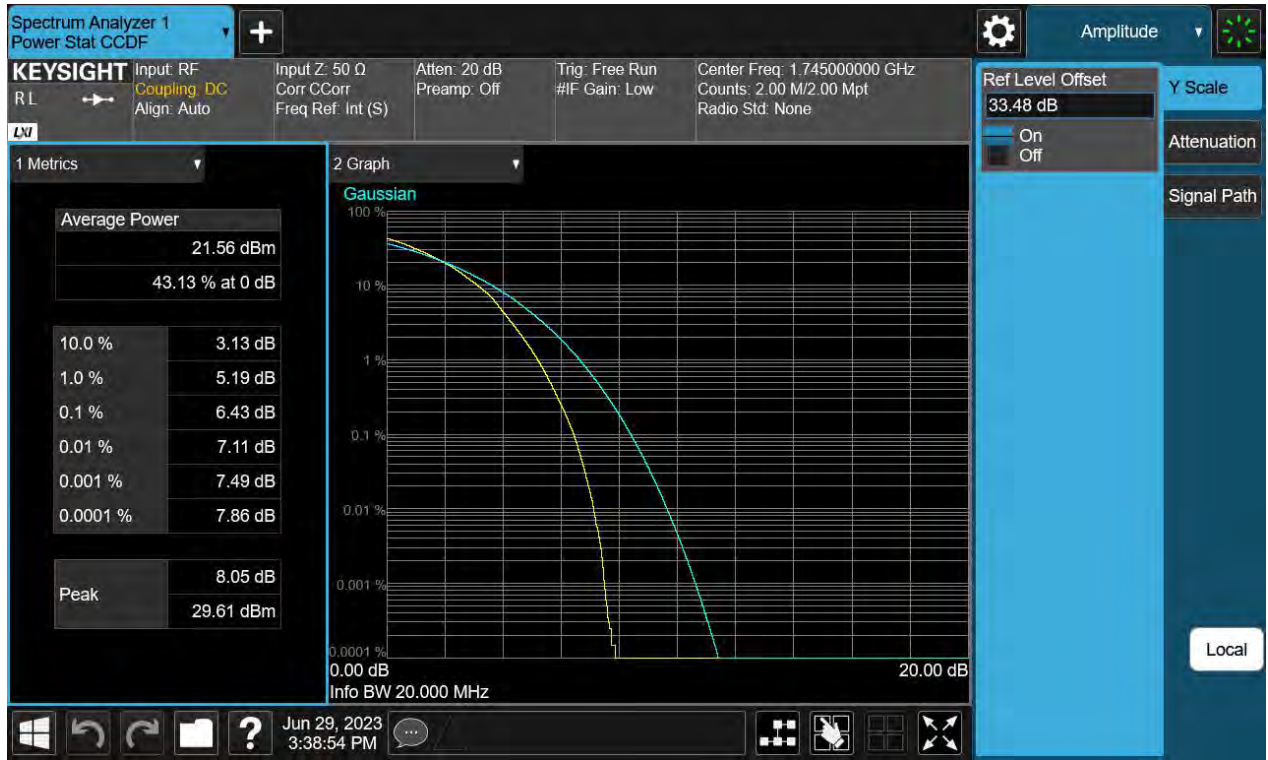 Spectrum Analyzer 1
Power Stat CCDF
+
Amplitude
KEYSIGHT
RL
LXI
Input: RF
Coupling: DC
Align: Auto
Input Z: 50 Ω
Corr CCorr
Freq Ref: Int (S)
Atten: 20 dB
Preamp: Off
Trig: Free Run
#IF Gain: Low
Center Freq: 1.745000000 GHz
Counts: 2.00 M/2.00 Mpt
Radio Std: None
Ref Level Offset
33.48 dB
On
Off
Y Scale
Attenuation
Signal Path
1 Metrics
Average Power
21.56 dBm
43.13 % at 0 dB
10.0 % 3.13 dB
1.0 % 5.19 dB
0.1 % 6.43 dB
0.01 % 7.11 dB
0.001 % 7.49 dB
0.0001 % 7.86 dB
Peak
8.05 dB
29.61 dBm
2 Graph
Gaussian
100 %
10 %
1 %
0.1 %
0.01 %
0.001 %
0.0001 %
0.00 dB 20.00 dB
Info BW 20.000 MHz
Local
?
Jun 29, 2023
3:38:54 PM